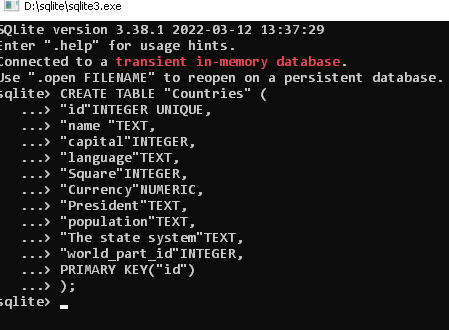 D:\sqlite\sqlite3.exe
SQLite version 3.38.1 2022-03-12 13:37:29
Enter ".help" for usage hints.
Connected to a transient in-memory database.
Use ".open FILENAME" to reopen on a persistent database.
sqlite> CREATE TABLE "Countries" (
...> "id"INTEGER UNIQUE,
...> "name "TEXT,
...> "capital"INTEGER,
...> "language"TEXT,
...> "Square"INTEGER,
...> "Currency"NUMERIC,
...> "President"TEXT,
...> "population"TEXT,
...> "The state system"TEXT,
...> "world_part_id"INTEGER,
...> PRIMARY KEY("id")
...> );
sqlite>